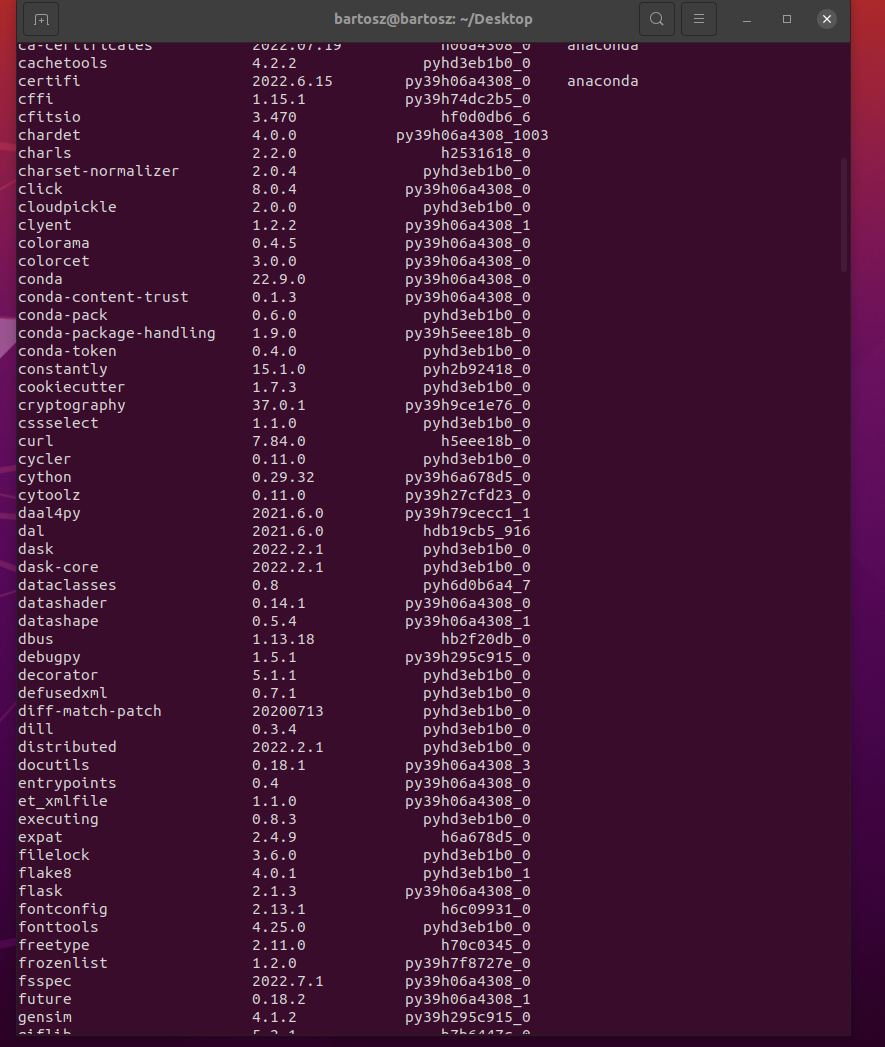 bartosz@bartosz: ~/Desktop
ca-certificates 2022.07.19 h06a4308_0 anaconda
cachetools 4.2.2 pyhd3eb1b0_0
certifi 2022.6.15 py39h06a4308_0 anaconda
cffi 1.15.1 py39h74dc2b5_0
cfitsio 3.470 hf0d0db6_6
chardet 4.0.0 py39h06a4308_1003
charls 2.2.0 h2531618_0
charset-normalizer 2.0.4 pyhd3eb1b0_0
click 8.0.4 py39h06a4308_0
cloudpickle 2.0.0 pyhd3eb1b0_0
clyent 1.2.2 py39h06a4308_1
colorama 0.4.5 py39h06a4308_0
colorcet 3.0.0 py39h06a4308_0
conda 22.9.0 py39h06a4308_0
conda-content-trust 0.1.3 py39h06a4308_0
conda-pack 0.6.0 pyhd3eb1b0_0
conda-package-handling 1.9.0 py39h5eee18b_0
conda-token 0.4.0 pyhd3eb1b0_0
constantly 15.1.0 pyh2b92418_0
cookiecutter 1.7.3 pyhd3eb1b0_0
cryptography 37.0.1 py39h9ce1e76_0
cssselect 1.1.0 pyhd3eb1b0_0
curl 7.84.0 h5eee18b_0
cycler 0.11.0 pyhd3eb1b0_0
cython 0.29.32 py39h6a678d5_0
cytoolz 0.11.0 py39h27cfd23_0
daal4py 2021.6.0 py39h79cecc1_1
dal 2021.6.0 hdb19cb5_916
dask 2022.2.1 pyhd3eb1b0_0
dask-core 2022.2.1 pyhd3eb1b0_0
dataclasses 0.8 pyh6d0b6a4_7
datashader 0.14.1 py39h06a4308_0
datashape 0.5.4 py39h06a4308_1
dbus 1.13.18 hb2f20db_0
debugpy 1.5.1 py39h295c915_0
decorator 5.1.1 pyhd3eb1b0_0
defusedxml 0.7.1 pyhd3eb1b0_0
diff-match-patch 20200713 pyhd3eb1b0_0
dill 0.3.4 pyhd3eb1b0_0
distributed 2022.2.1 pyhd3eb1b0_0
docutils 0.18.1 py39h06a4308_3
entrypoints 0.4 py39h06a4308_0
et_xmlfile 1.1.0 py39h06a4308_0
executing 0.8.3 pyhd3eb1b0_0
expat 2.4.9 h6a678d5_0
filelock 3.6.0 pyhd3eb1b0_0
flake8 4.0.1 pyhd3eb1b0_1
flask 2.1.3 py39h06a4308_0
fontconfig 2.13.1 h6c09931_0
fonttools 4.25.0 pyhd3eb1b0_0
freetype 2.11.0 h70c0345_0
frozenlist 1.2.0 py39h7f8727e_0
fsspec 2022.7.1 py39h06a4308_0
future 0.18.2 py39h06a4308_1
gensim 4.1.2 py39h295c915_0
giflib 5.2.1 h7b6447c_0